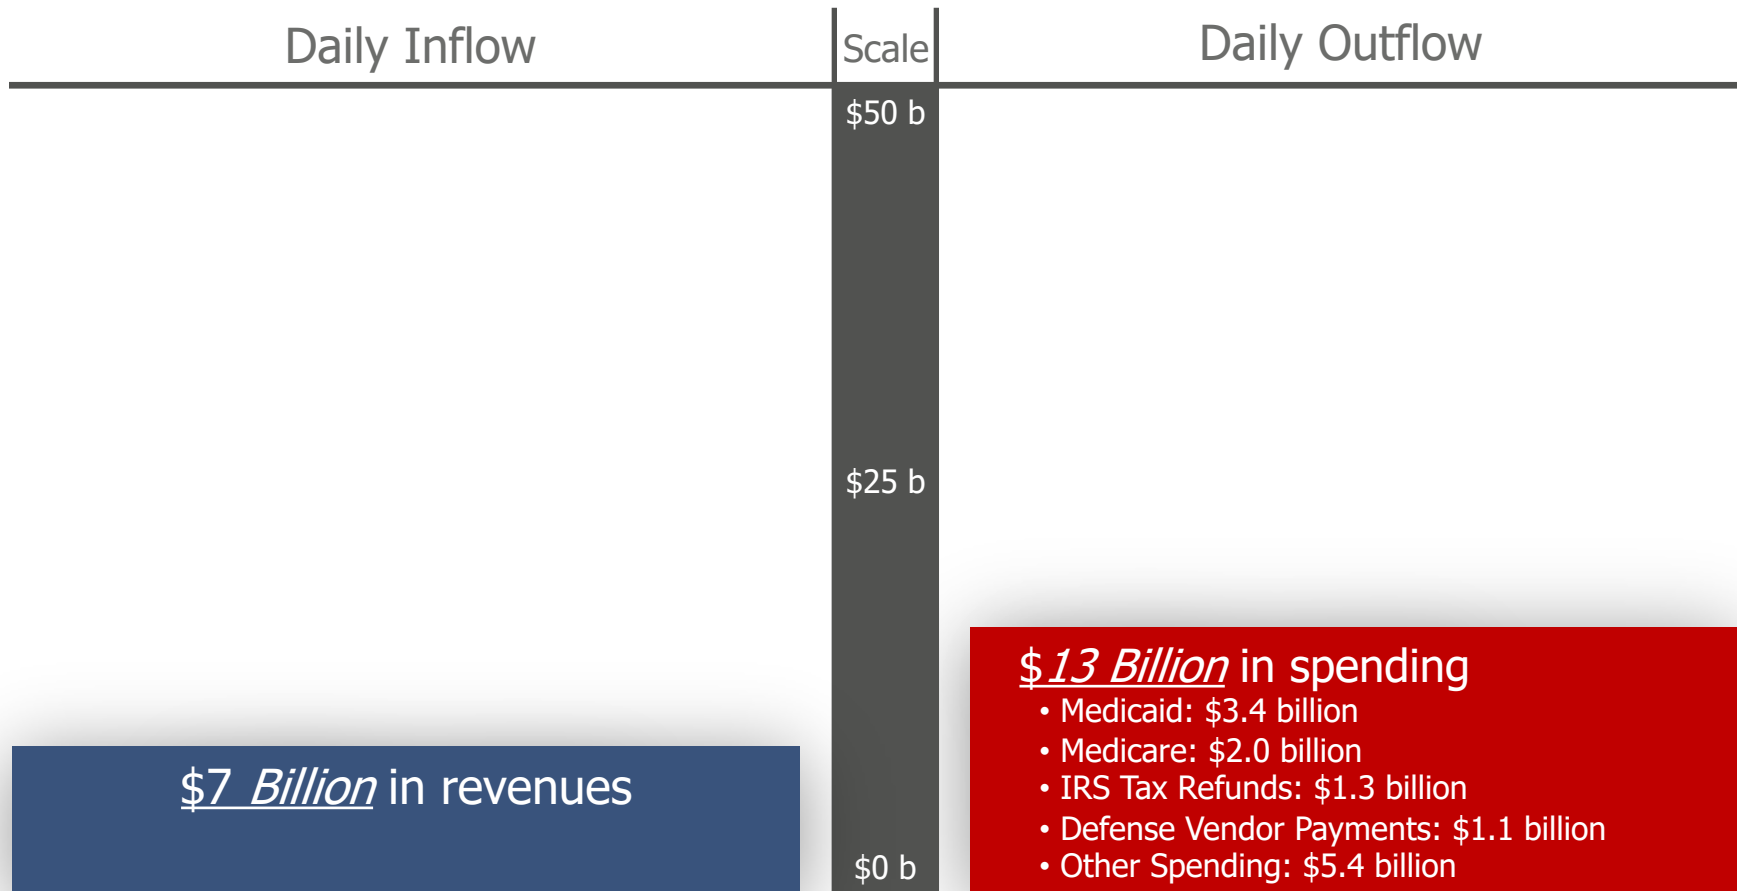 Daily Inflow
Scale
Daily Outflow
$50 b
$25 b
$0 b
$7 Billion in revenues
$13 Billion in spending
• Medicaid: $3.4 billion
• Medicare: $2.0 billion
• IRS Tax Refunds: $1.3 billion
• Defense Vendor Payments: $1.1 billion
• Other Spending: $5.4 billion